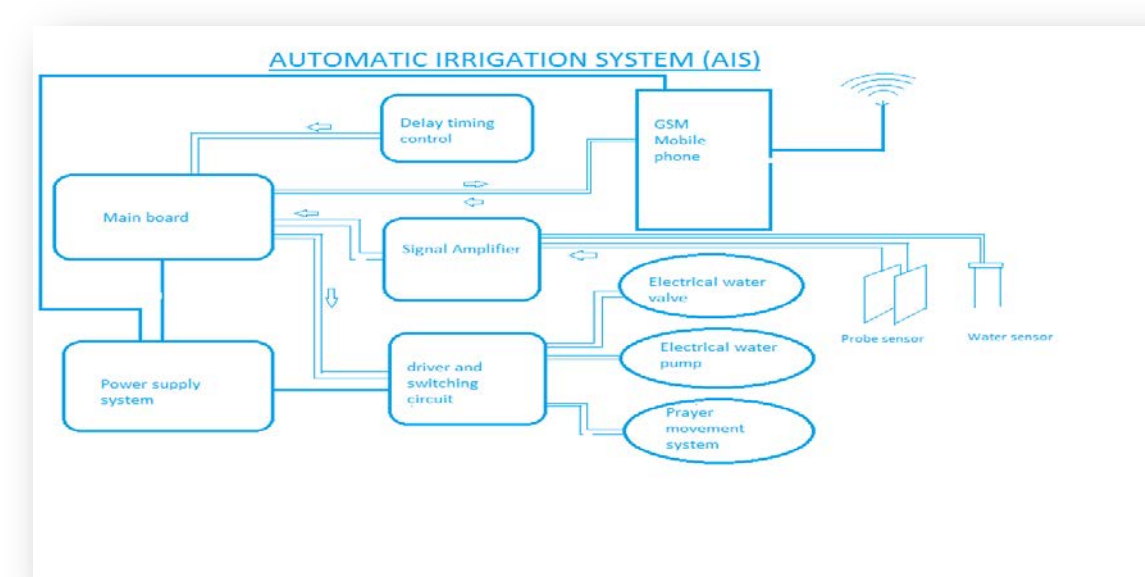 AUTOMATIC IRRIGATION SYSTEM (AIS)
Delay timing
control
GSM
Mobile
phone
Main board
Signal Amplifier
Electrical water
valve
Probe sensor
Water sensor
Electrical water
pump
Power supply
system
driver and
switching
circuit
Prayer
movement
system